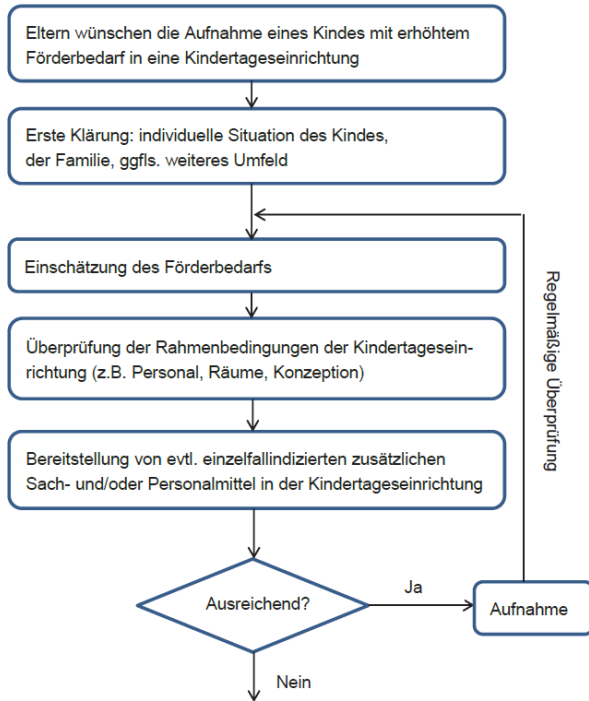 Eltern wünschen die Aufnahme eines Kindes mit erhöhtem
Förderbedarf in eine Kindertageseinrichtung
Erste Klärung: individuelle Situation des Kindes,
der Familie, ggfls. weiteres Umfeld
Einschätzung des Förderbedarfs
Überprüfung der Rahmenbedingungen der Kindertagesein-
richtung (z.B. Personal, Räume, Konzeption)
Bereitstellung von evtl. einzelfallindizierten zusätzlichen
Sach- und/oder Personalmittel in der Kindertageseinrichtung
Ausreichend?
Ja
Aufnahme
Regelmäßige Überprüfung
Nein